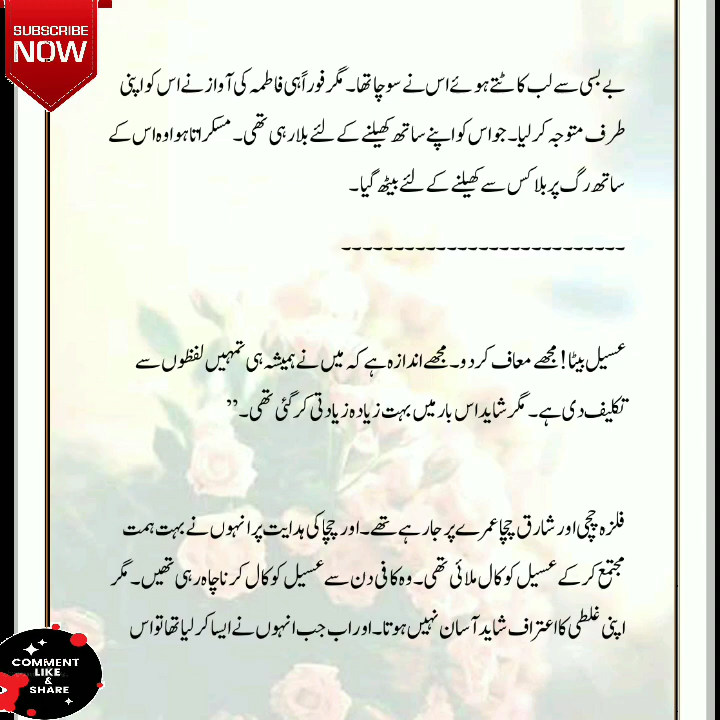 SUBSCRIBE
NOW
بے بسی سے لب کاٹتے ہوئے اس نے سوچا تھا۔ مگر فوراً ہی فاطمہ کی آواز نے اس کو اپنی
طرف متوجہ کر لیا۔ جو اس کو اپنے ساتھ کھیلنے کے لئے بلا رہی تھی۔ مسکراتا ہوا وہ اس کے
ساتھ رگ پر بلاکس سے کھیلنے کے لئے بیٹھ گیا۔
---------------------------
عسیل بیٹا! مجھے معاف کر دو۔ مجھے اندازہ ہے کہ میں نے ہمیشہ ہی تمہیں لفظوں سے
تکلیف دی ہے۔ مگر شاید اس بار میں بہت زیادہ زیادتی کر گئی تھی۔”
فلزہ چچی اور شارق چچا عمرے پر جا رہے تھے۔ اور چچا کی ہدایت پر انہوں نے بہت ہمت
مجتمع کر کے عسیل کو کال ملائی تھی۔ وہ کافی دن سے عسیل کو کال کرنا چاہ رہی تھیں۔ مگر
اپنی غلطی کا اعتراف شاید آسان نہیں ہوتا۔ اور اب جب انہوں نے ایسا کر لیا تھا تو اس
COMMENT
LIKE
&
SHARE